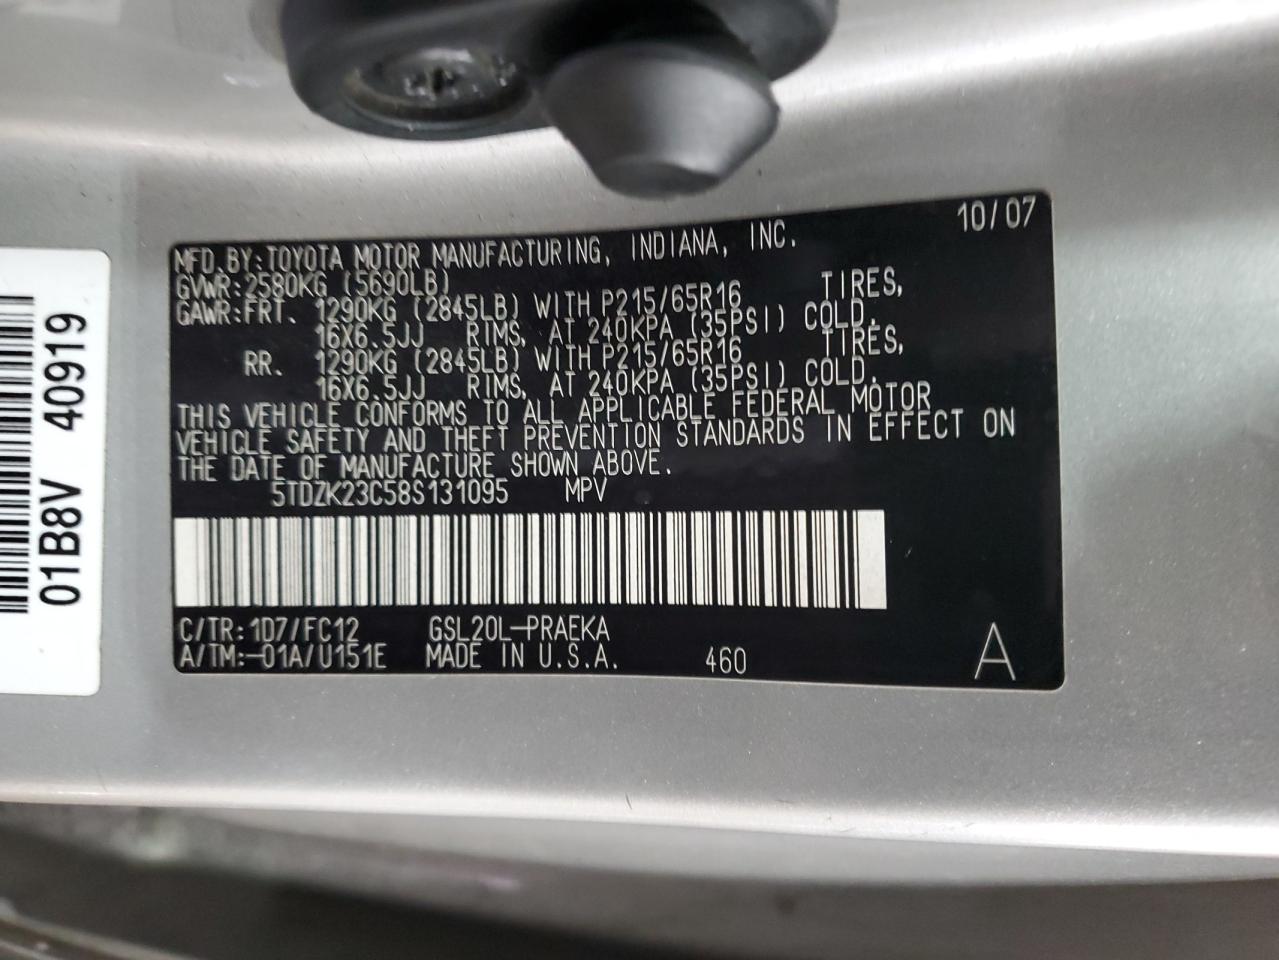 10/07
MFD.BY:TOYOTA MOTOR MANUFACTURING, INDIANA, INC.
GVWR:2580KG (5690LB)
GAWR:FRT. 1290KG (2845LB) WITH P215/65R16 TIRES,
16X6.5JJ RIMS, AT 240KPA (35PSI) COLD.
RR. 1290KG (2845LB) WITH P215/65R16 TIRES,
16X6.5JJ RIMS, AT 240KPA (35PSI) COLD.
THIS VEHICLE CONFORMS TO ALL APPLICABLE FEDERAL MOTOR
VEHICLE SAFETY AND THEFT PREVENTION STANDARDS IN EFFECT ON
THE DATE OF MANUFACTURE SHOWN ABOVE.
5TDZK23C58S131095 MPV
C/TR:1D7/FC12 GSL20L-PRAEKA
A/TM:-01A/U151E MADE IN U.S.A. 460 A
01B8V 40919